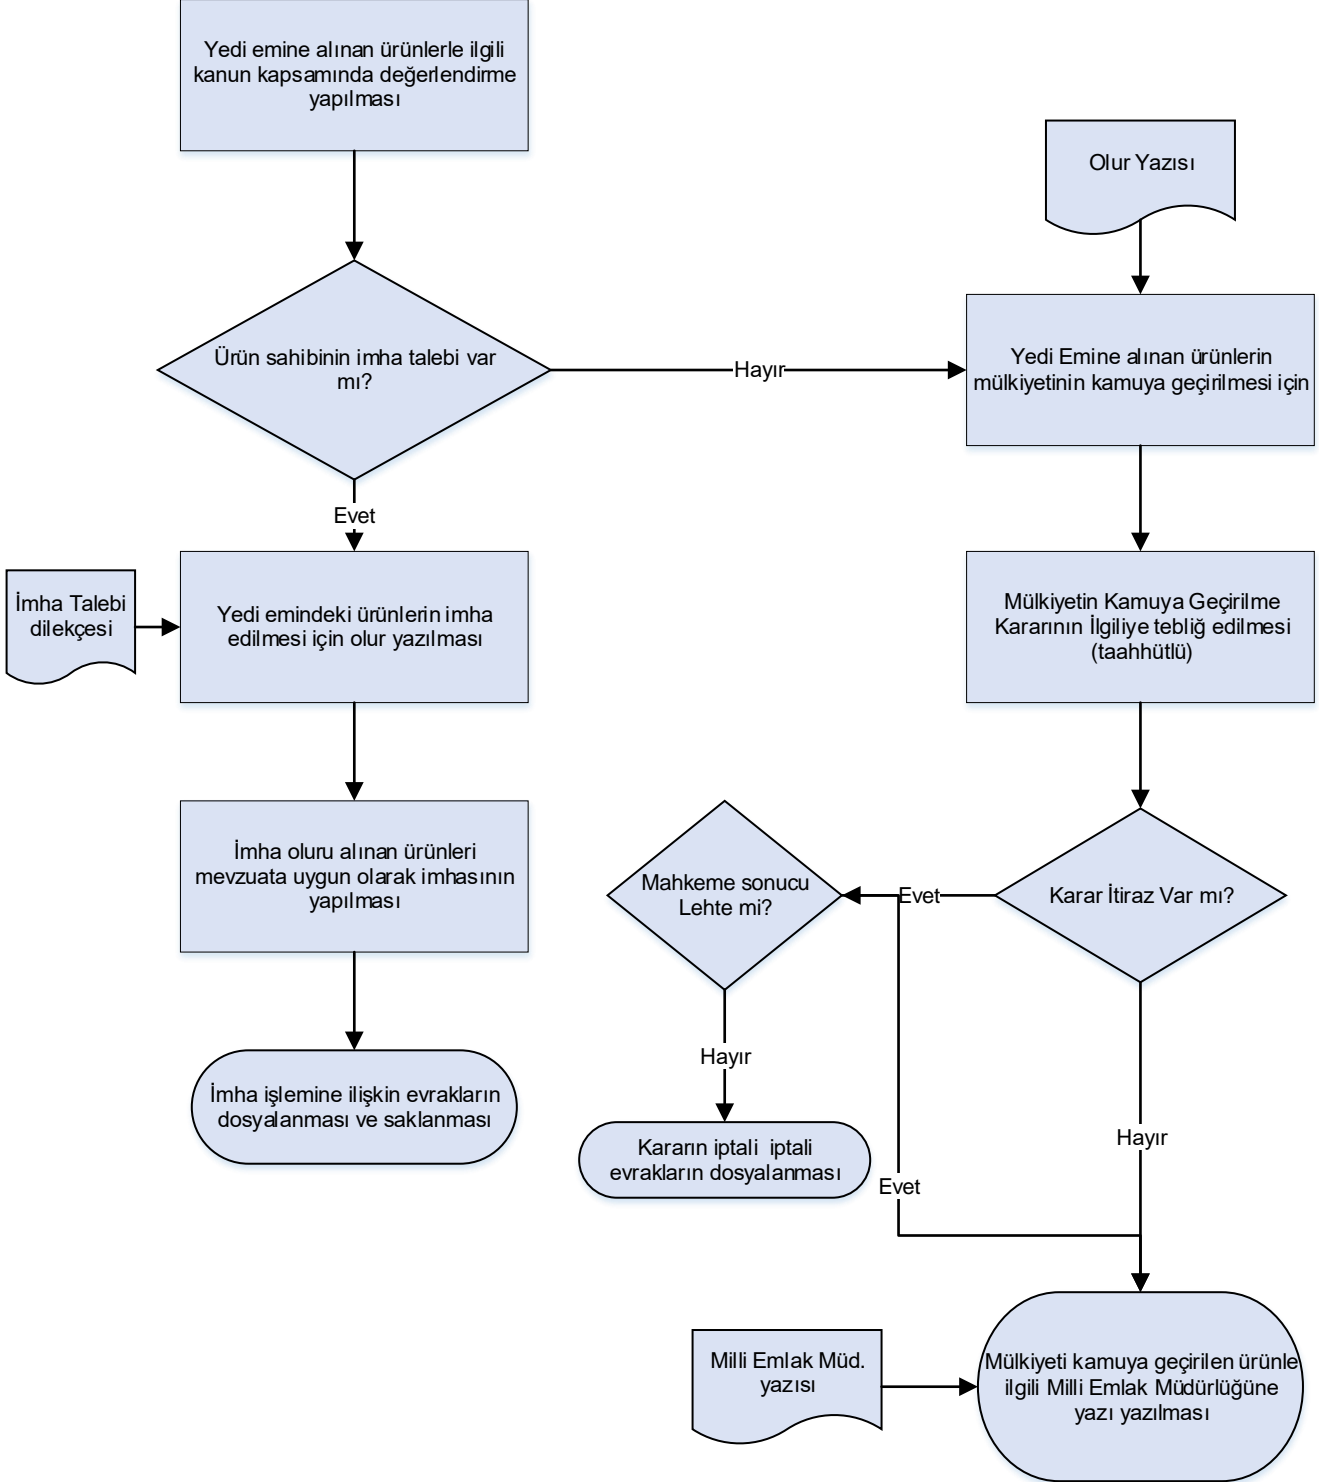 Yedi emine alınan ürünlerle ilgili
kanun kapsamında değerlendirme
yapılması
Olur Yazısı
Ürün sahibinin imha talebi var
mı?
Hayır
Yedi Emine alınan ürünlerin
mülkiyetinin kamuya geçirilmesi için
Evet
İmha Talebi
dilekçesi
Yedi emindeki ürünlerin imha
edilmesi için olur yazılması
Mülkiyetin Kamuya Geçirilme
Kararının İlgiliye tebliğ edilmesi
(taahhütlü)
İmha oluru alınan ürünleri
mevzuata uygun olarak imhasının
yapılması
Mahkeme sonucu
Lehte mi?
Evet
Karar İtiraz Var mı?
Hayır
İmha işlemine ilişkin evrakların
dosyalanması ve saklanması
Kararın iptali  iptali
evrakların dosyalanması
Hayır
Evet
Milli Emlak Müd.
yazısı
Mülkiyeti kamuya geçirilen ürünle
ilgili Milli Emlak Müdürlüğüne
yazı yazılması